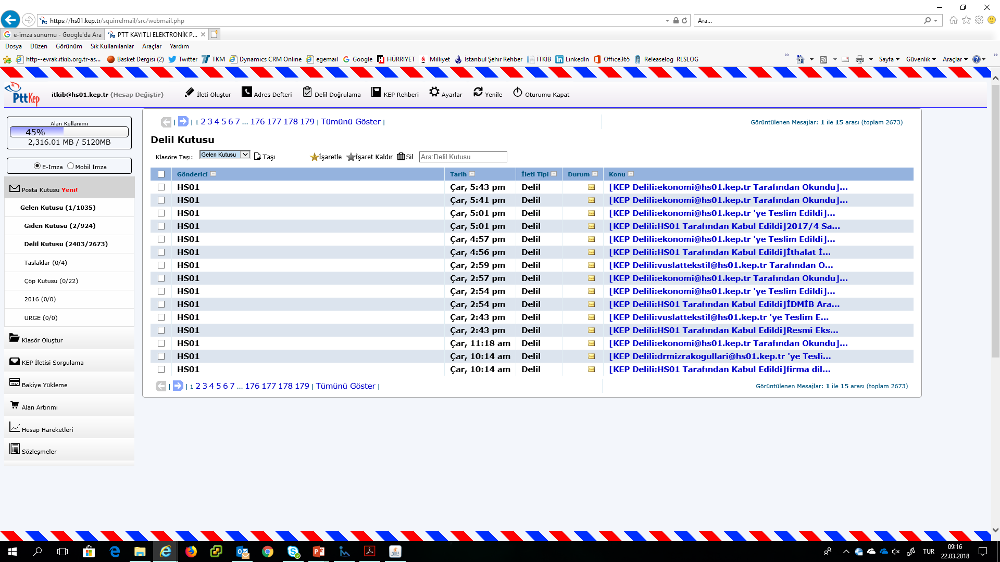 https://hs01.kep.tr/squirrelmail/src/webmail.php
Ara...
e-imza sunumu - Google'da Ara
PTT KAYITLI ELEKTRONİK P...
Dosya Düzen Görünüm Sık Kullanılanlar Araçlar Yardım
http--evrak.itkib.org.tr-as... Basket Dergisi (2) Twitter TKM Dynamics CRM Online egemail Google HÜRRİYET Milliyet İstanbul Şehir Rehber İTKİB LinkedIn Office365 Releaselog RLSLOG
Sayfa Güvenlik Araçlar
PttKep
itkib@hs01.kep.tr (Hesap Değiştir)
İleti Oluştur Adres Defteri Delil Doğrulama KEP Rehberi Ayarlar Yenile Oturumu Kapat
Alan Kullanımı
45%
2,316.01 MB / 5120MB
E-İmza Mobil İmza
Posta Kutusu Yeni!
Gelen Kutusu (1/1035)
Giden Kutusu (2/924)
Delil Kutusu (2403/2673)
Taslaklar (0/4)
Çöp Kutusu (0/22)
2016 (0/0)
URGE (0/0)
Klasör Oluştur
KEP İletisi Sorgulama
Bakiye Yükleme
Alan Artırımı
Hesap Hareketleri
Sözleşmeler
| | 1 2 3 4 5 6 7 ... 176 177 178 179 | Tümünü Göster |
Görüntülenen Mesajlar: 1 ile 15 arası (toplam 2673)
Delil Kutusu
Klasöre Taşı: Gelen Kutusu Taşı İşaretle İşaret Kaldır Sil Ara:Delil Kutusu
Gönderici Tarih İleti Tipi Durum Konu
HS01 Çar, 5:43 pm Delil [KEP Delili:ekonomi@hs01.kep.tr Tarafından Okundu]...
HS01 Çar, 5:41 pm Delil [KEP Delili:ekonomi@hs01.kep.tr Tarafından Okundu]...
HS01 Çar, 5:01 pm Delil [KEP Delili:ekonomi@hs01.kep.tr 'ye Teslim Edildi]...
HS01 Çar, 5:01 pm Delil [KEP Delili:HS01 Tarafından Kabul Edildi]2017/4 Sa...
HS01 Çar, 4:57 pm Delil [KEP Delili:ekonomi@hs01.kep.tr 'ye Teslim Edildi]...
HS01 Çar, 4:56 pm Delil [KEP Delili:HS01 Tarafından Kabul Edildi]İthalat İ...
HS01 Çar, 2:59 pm Delil [KEP Delili:vuslattekstil@hs01.kep.tr Tarafından O...
HS01 Çar, 2:57 pm Delil [KEP Delili:ekonomi@hs01.kep.tr Tarafından Okundu]...
HS01 Çar, 2:54 pm Delil [KEP Delili:ekonomi@hs01.kep.tr 'ye Teslim Edildi]...
HS01 Çar, 2:54 pm Delil [KEP Delili:HS01 Tarafından Kabul Edildi]İDMİB Ara...
HS01 Çar, 2:43 pm Delil [KEP Delili:vuslattekstil@hs01.kep.tr 'ye Teslim E...
HS01 Çar, 2:43 pm Delil [KEP Delili:HS01 Tarafından Kabul Edildi]Resmi Eks...
HS01 Çar, 11:18 am Delil [KEP Delili:ekonomi@hs01.kep.tr Tarafından Okundu]...
HS01 Çar, 10:14 am Delil [KEP Delili:drmizrakogullari@hs01.kep.tr 'ye Tesli...
HS01 Çar, 10:14 am Delil [KEP Delili:HS01 Tarafından Kabul Edildi]firma dil...
| | 1 2 3 4 5 6 7 ... 176 177 178 179 | Tümünü Göster |
Görüntülenen Mesajlar: 1 ile 15 arası (toplam 2673)
TUR
09:16
22.03.2018